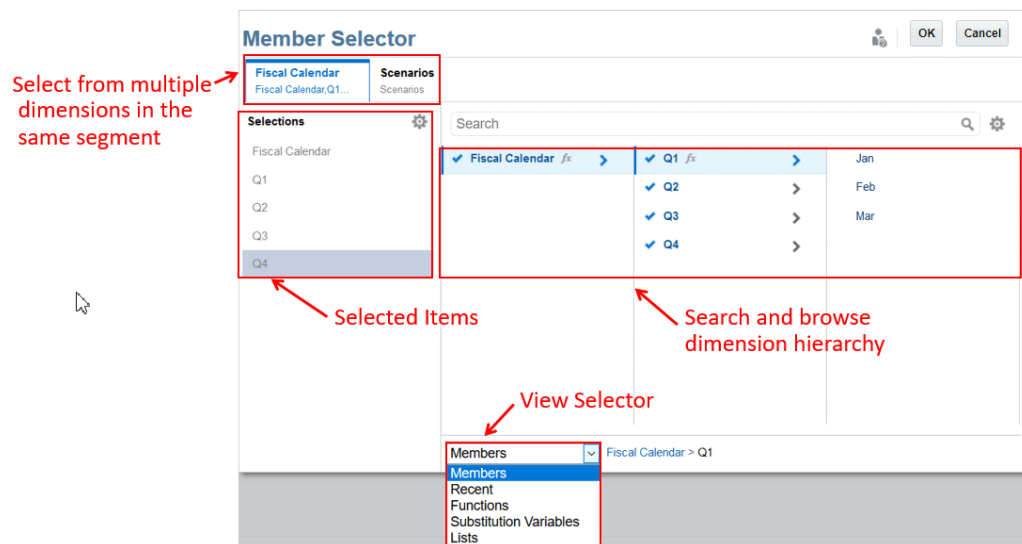 Member Selector
OK
Cancel
Select from multiple
dimensions in the
same segment
Fiscal Calendar
Fiscal Calendar,Q1...
Scenarios
Scenarios
Selections
Search
Fiscal Calendar
Q1
Q2
Q3
Q4
Fiscal Calendar fx
Q1 fx
Q2
Q3
Q4
Jan
Feb
Mar
Selected Items
Search and browse
dimension hierarchy
View Selector
Members
Fiscal Calendar > Q1
Members
Recent
Functions
Substitution Variables
Lists